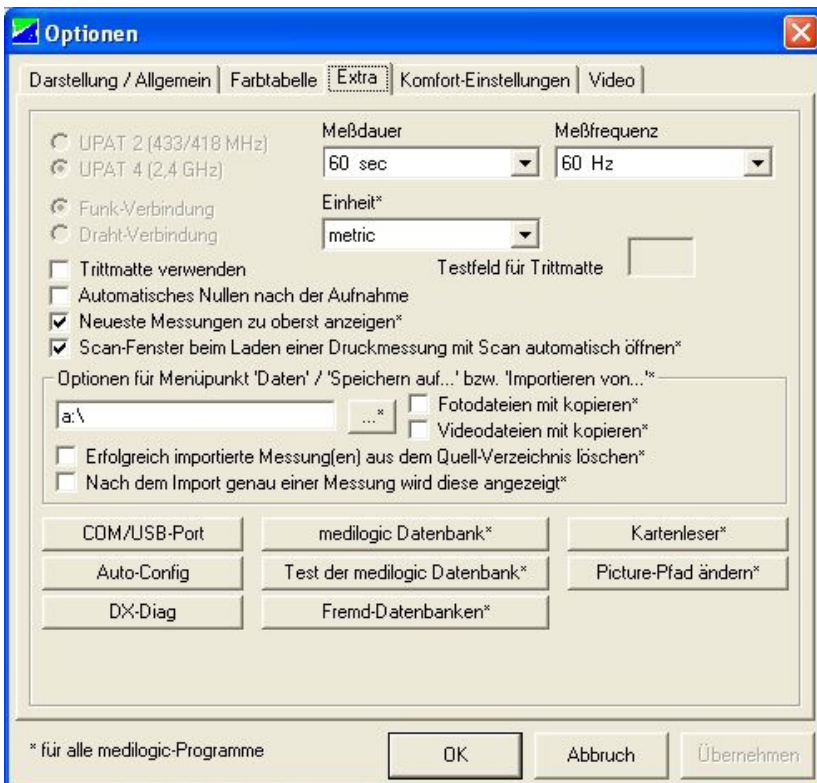 Optionen
Darstellung / Allgemein Farbtabelle Extra Komfort-Einstellungen Video
UPAT 2 (433/418 MHz)
UPAT 4 (2,4 GHz)
Meßdauer
60 sec
Meßfrequenz
60 Hz
Funk-Verbindung
Draht-Verbindung
Einheit*
metric
Trittmatte verwenden
Testfeld für Trittmatte
Automatisches Nullen nach der Aufnahme
Neueste Messungen zu oberst anzeigen*
Scan-Fenster beim Laden einer Druckmessung mit Scan automatisch öffnen*
Optionen für Menüpunkt 'Daten' / 'Speichern auf...' bzw. 'Importieren von...'*
a:\
...*
Fotodateien mit kopieren*
Videodateien mit kopieren*
Erfolgreich importierte Messung(en) aus dem Quell-Verzeichnis löschen*
Nach dem Import genau einer Messung wird diese angezeigt*
COM/USB-Port medilogic Datenbank* Kartenleser*
Auto-Config Test der medilogic Datenbank* Picture-Pfad ändern*
DX-Diag Fremd-Datenbanken*
* für alle medilogic-Programme
OK Abbruch Übernehmen